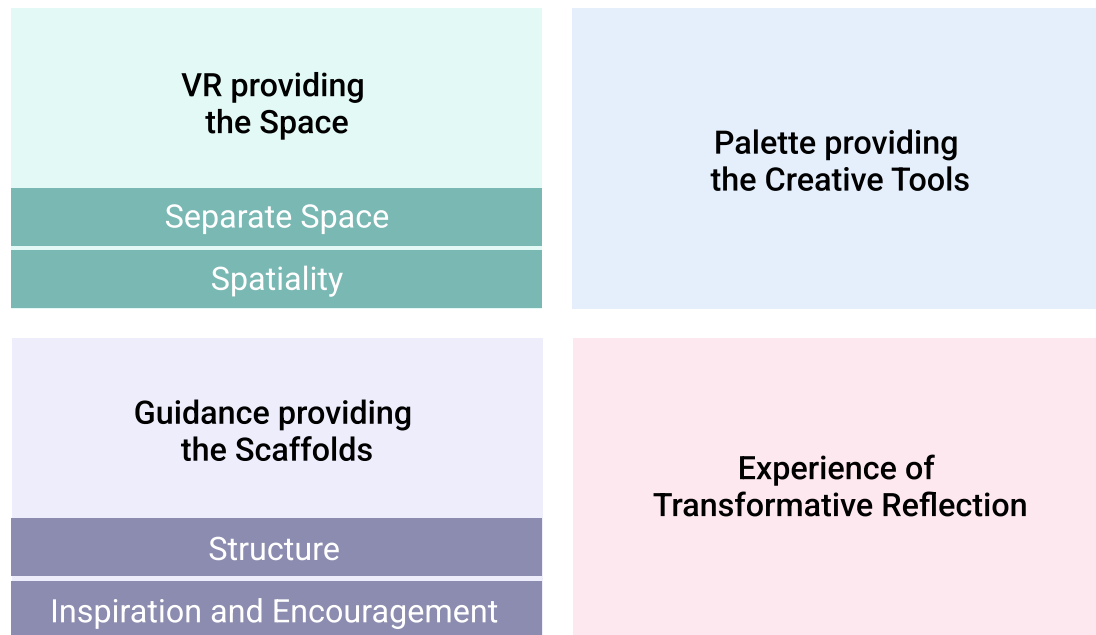 VR providing
the Space
Separate Space
Spatiality
Palette providing
the Creative Tools
Guidance providing
the Scaffolds
Structure
Inspiration and Encouragement
Experience of
Transformative Reflection